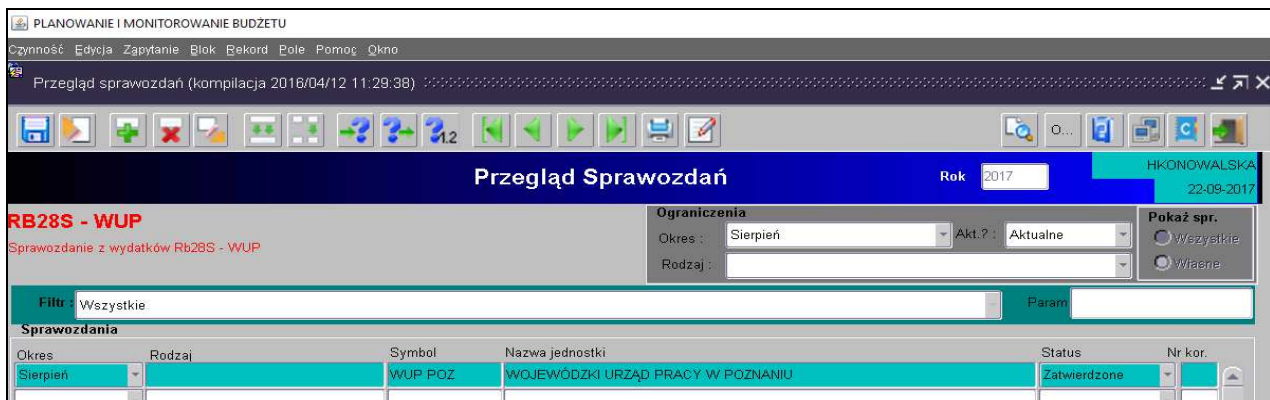 PLANOWANIE I MONITOROWANIE BUDŻETU
Czynność Edycja Zapytanie Blok Rekord Pole Pomoc Okno
Przegląd sprawozdań (kompilacja 2016/04/12 11:29:38)
1.2 O...
Przegląd Sprawozdań Rok 2017 HKONOWALSKA
22-09-2017
RB28S - WUP Ograniczenia Pokaż spr.
Okres : Sierpień Akt.? : Aktualne Wszystkie
Sprawozdanie z wydatków Rb28S - WUP
Rodzaj : Własne
Filtr : Wszystkie Param
Sprawozdania
Okres Rodzaj Symbol Nazwa jednostki Status Nr kor.
Sierpień WUP POZ WOJEWÓDZKI URZĄD PRACY W POZNANIU Zatwierdzone